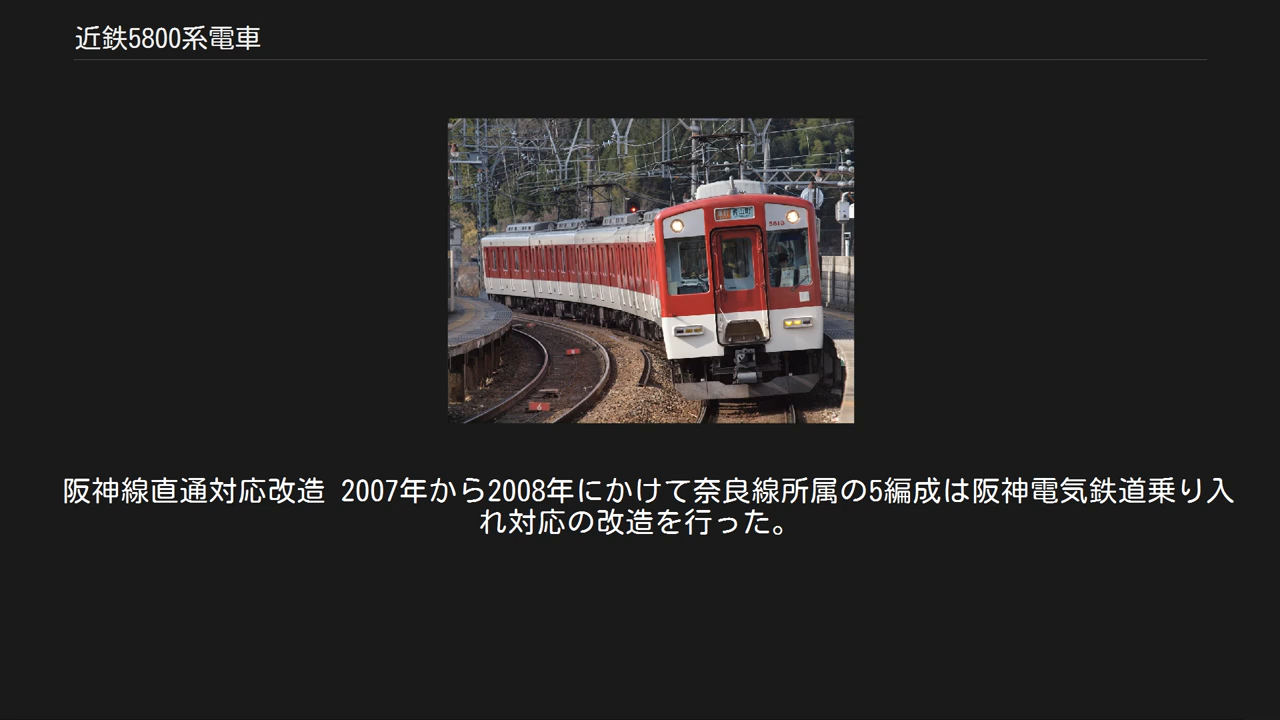 近鉄5800系電車
阪神線直通対応改造 2007年から2008年にかけて奈良線所属の5編成は阪神電気鉄道乗り入
れ対応の改造を行った。